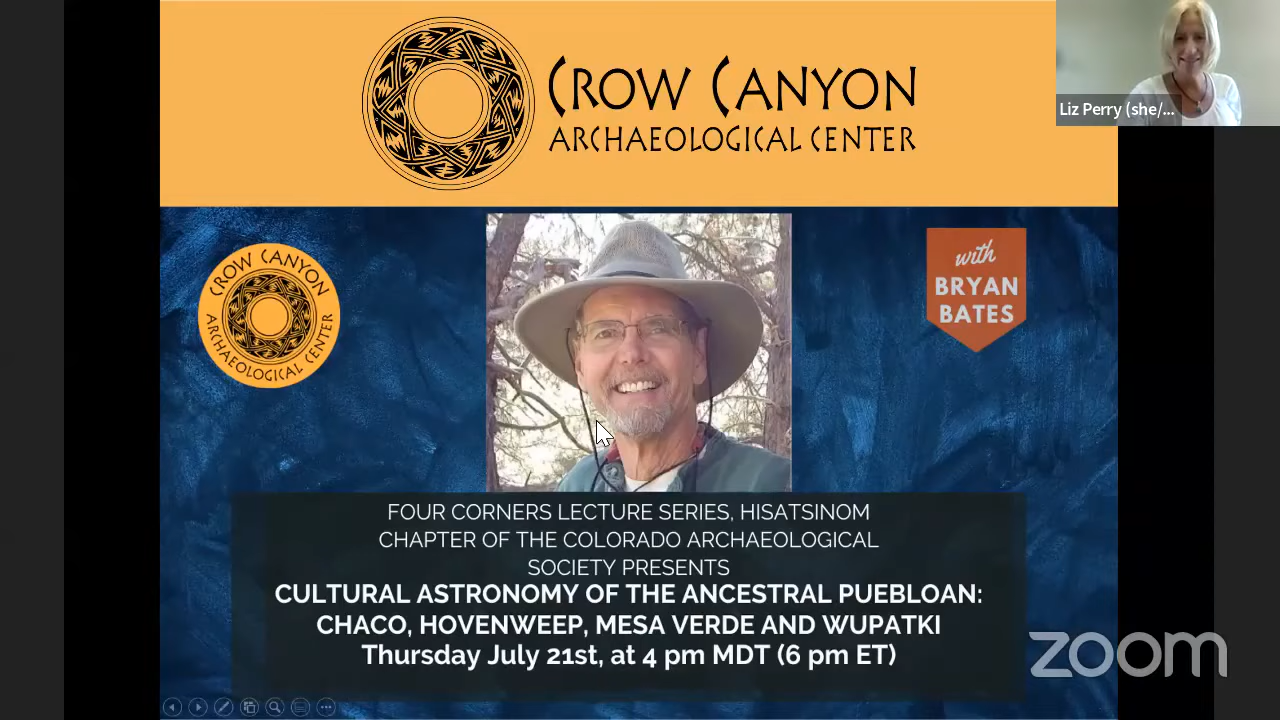 CROW CANYON
ARCHAEOLOGICAL CENTER
Liz Perry (she/...
CROW CANYON
ARCHAEOLOGICAL CENTER
with
BRYAN
BATES
FOUR CORNERS LECTURE SERIES, HISATSINOM
CHAPTER OF THE COLORADO ARCHAEOLOGICAL
SOCIETY PRESENTS
CULTURAL ASTRONOMY OF THE ANCESTRAL PUEBLOAN:
CHACO, HOVENWEEP, MESA VERDE AND WUPATKI
Thursday July 21st, at 4 pm MDT (6 pm ET)
zoom